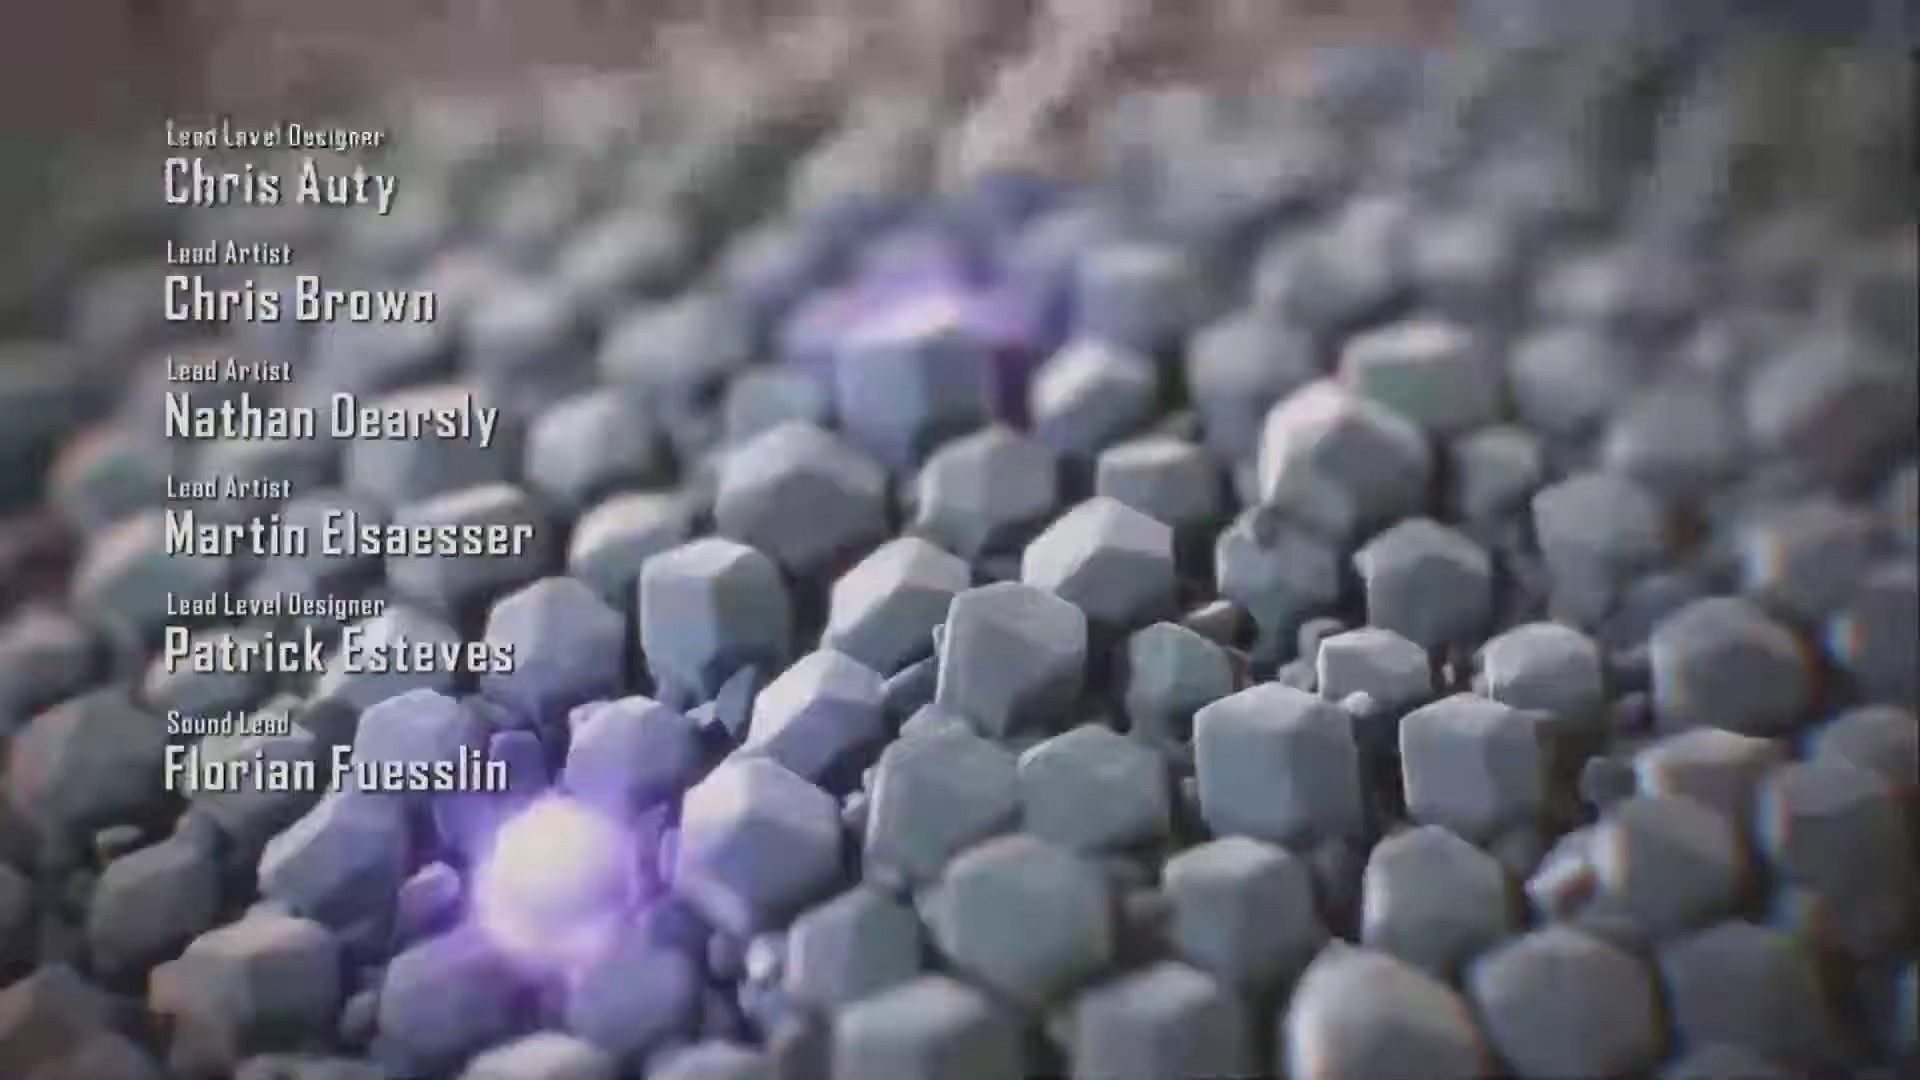 Lead Level Designer
Chris Auty
Lead Artist
Chris Brown
Lead Artist
Nathan Dearsly
Lead Artist
Martin Elsaesser
Lead Level Designer
Patrick Esteves
Sound Lead
Florian Fuesslin